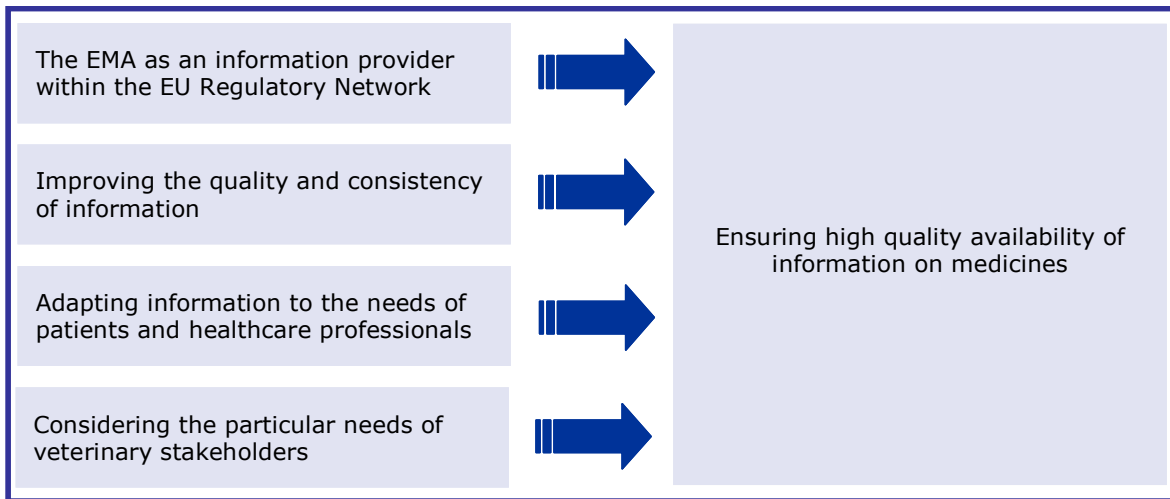 The EMA as an information provider
within the EU Regulatory Network
Improving the quality and consistency
of information
Adapting information to the needs of
patients and healthcare professionals
Considering the particular needs of
veterinary stakeholders
Ensuring high quality availability of
information on medicines